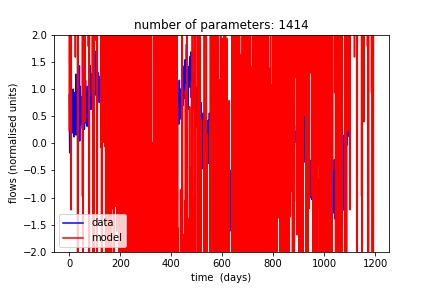 number of parameters: 1414
2.0
1.5
1.0
0.5
0.0
−0.5
−1.0
−1.5
−2.0
flows (normalised units)
data
model
0 200 400 600 800 1000 1200
time (days)